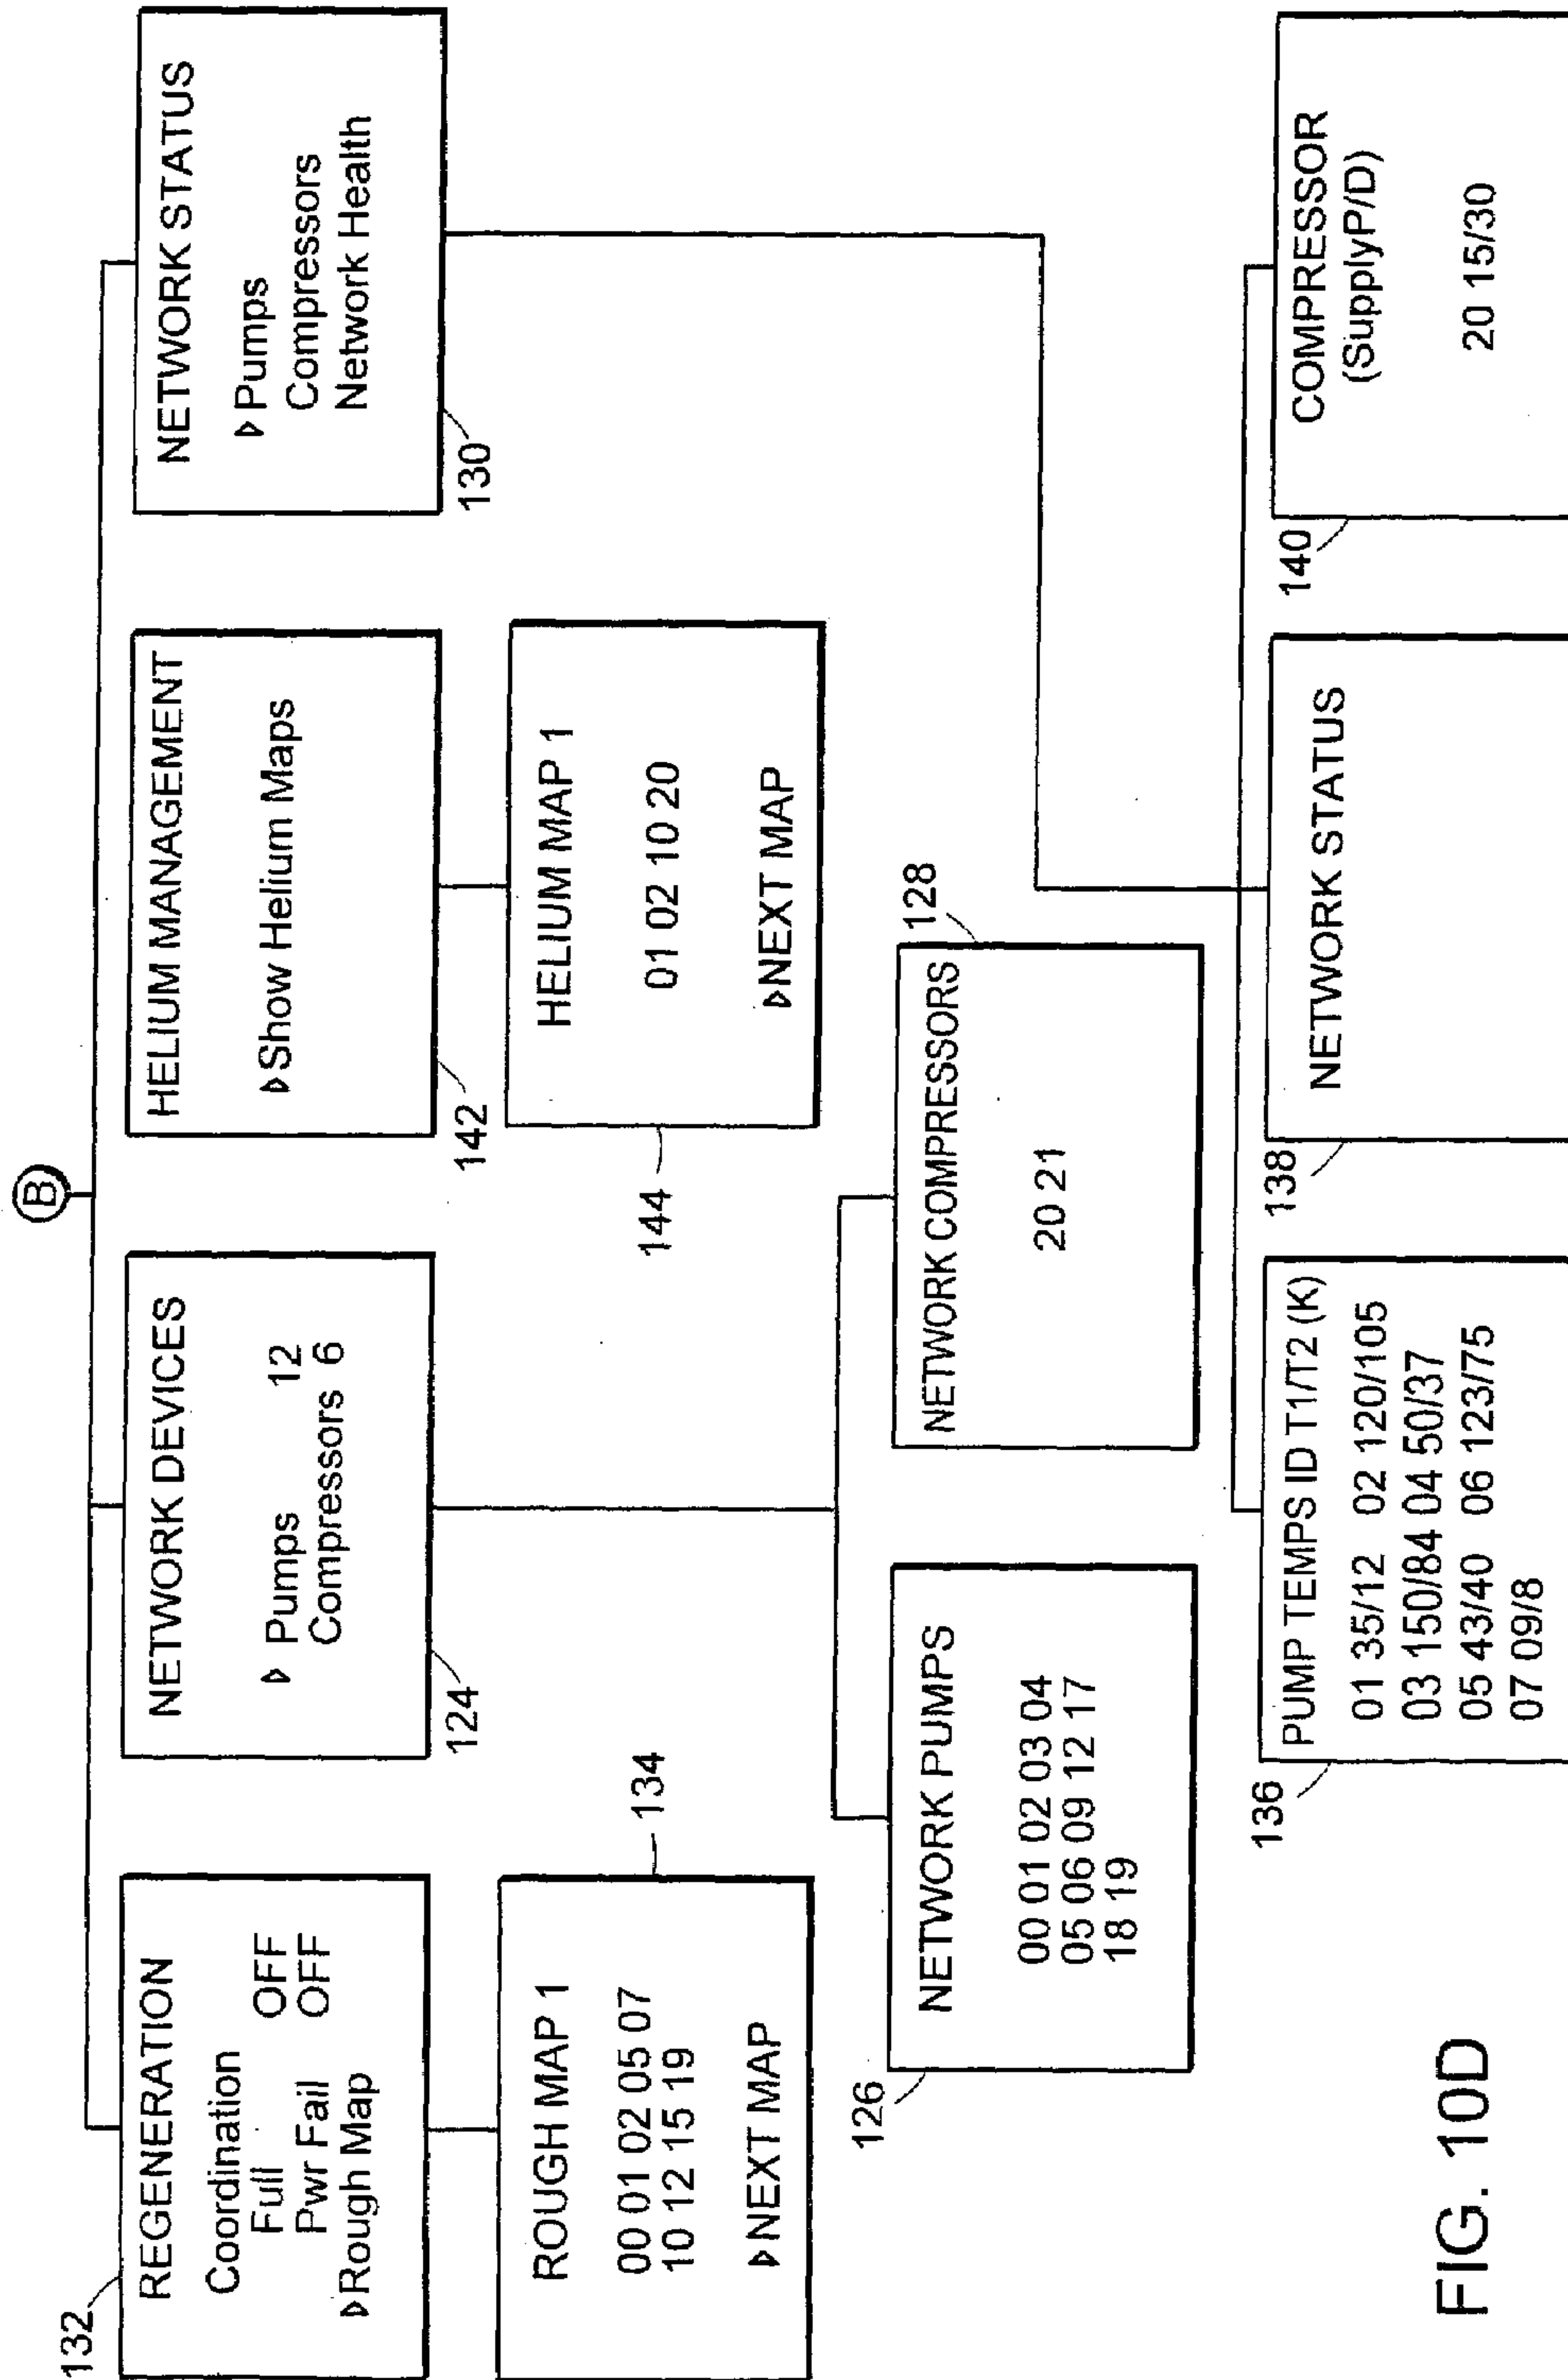 B
132
REGENERATION
Coordination
Full OFF
Pwr Fail OFF
▹Rough Map
ROUGH MAP 1
00 01 02 05 07
10 12 15 19
▹NEXT MAP
134
NETWORK DEVICES
▹ Pumps 12
Compressors 6
124
HELIUM MANAGEMENT
▹Show Helium Maps
142
HELIUM MAP 1
01 02 10 20
▹NEXT MAP
144
NETWORK STATUS
▹Pumps
Compressors
Network Health
130
NETWORK PUMPS
00 01 02 03 04
05 06 09 12 17
18 19
126
NETWORK COMPRESSORS
20 21
128
PUMP TEMPS ID T1/T2 (K)
01 35/12 02 120/105
03 150/84 04 50/37
05 43/40 06 123/75
07 09/8
136
NETWORK STATUS
138
COMPRESSOR
(SupplyP/D)
20 15/30
140
FIG. 10D